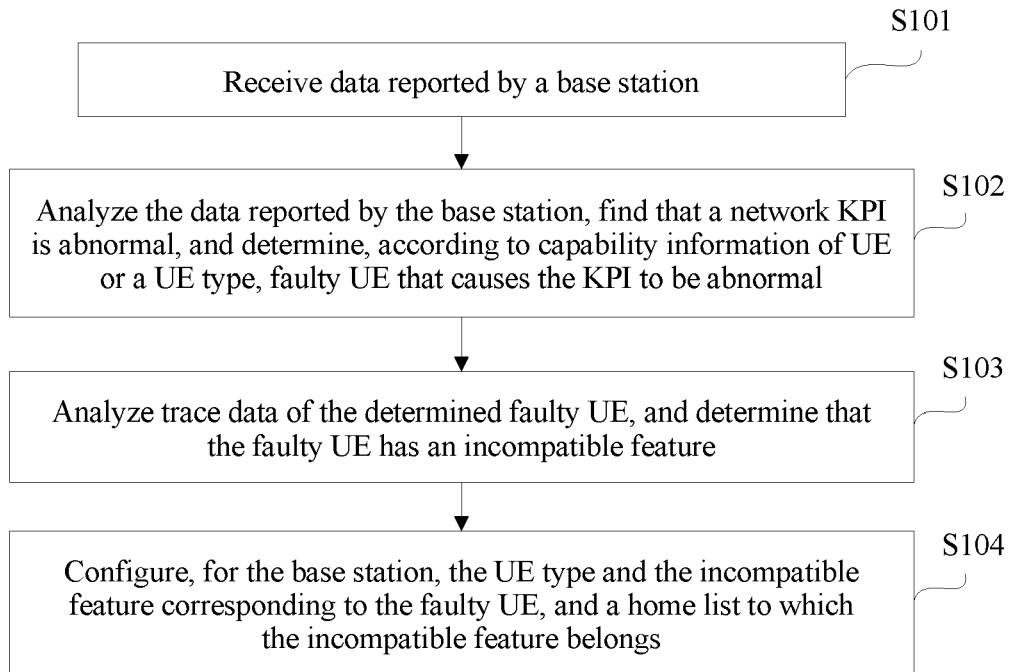 S101
Receive data reported by a base station
S102
Analyze the data reported by the base station, find that a network KPI
is abnormal, and determine, according to capability information of UE
or a UE type, faulty UE that causes the KPI to be abnormal
S103
Analyze trace data of the determined faulty UE, and determine that
the faulty UE has an incompatible feature
S104
Configure, for the base station, the UE type and the incompatible
feature corresponding to the faulty UE, and a home list to which
the incompatible feature belongs